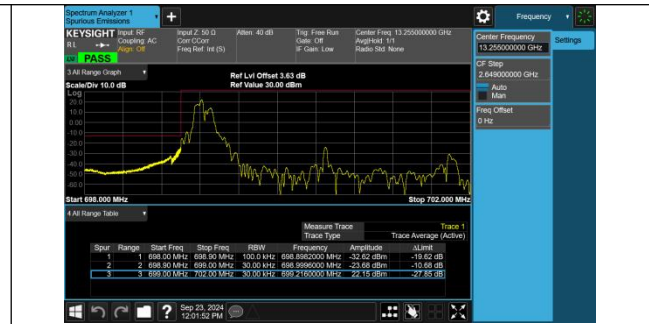 Spectrum Analyzer 1
Spurious Emissions
Frequency
KEYSIGHT
Input: RF
Coupling: AC
Align: Off
Input Z: 50 Ω
Corr CCorr
Freq Ref: Int (S)
Atten: 40 dB
Trig: Free Run
Gate: Off
IF Gain: Low
Center Freq: 13.255000000 GHz
Avg|Hold: 1/1
Radio Std: None
RL
PASS
Center Frequency
13.255000000 GHz
Settings
CF Step
2.649000000 GHz
Auto
Man
Freq Offset
0 Hz
3 All Range Graph
Scale/Div 10.0 dB
Ref Lvl Offset 3.63 dB
Ref Value 30.00 dBm
Log
20.0
10.0
0.00
-10.0
-20.0
-30.0
-40.0
-50.0
-60.0
Start 698.000 MHz
Stop 702.000 MHz
4 All Range Table
Measure Trace Trace 1
Trace Type Trace Average (Active)
Spur Range Start Freq Stop Freq RBW Frequency Amplitude ΔLimit
1 1 698.00 MHz 698.90 MHz 100.0 kHz 698.8982000 MHz -32.62 dBm -19.62 dB
2 2 698.90 MHz 699.00 MHz 30.00 kHz 698.9996000 MHz -23.68 dBm -10.68 dB
3 3 699.00 MHz 702.00 MHz 30.00 kHz 699.2160000 MHz 22.15 dBm -27.85 dB
Sep 23, 2024
12:01:52 PM